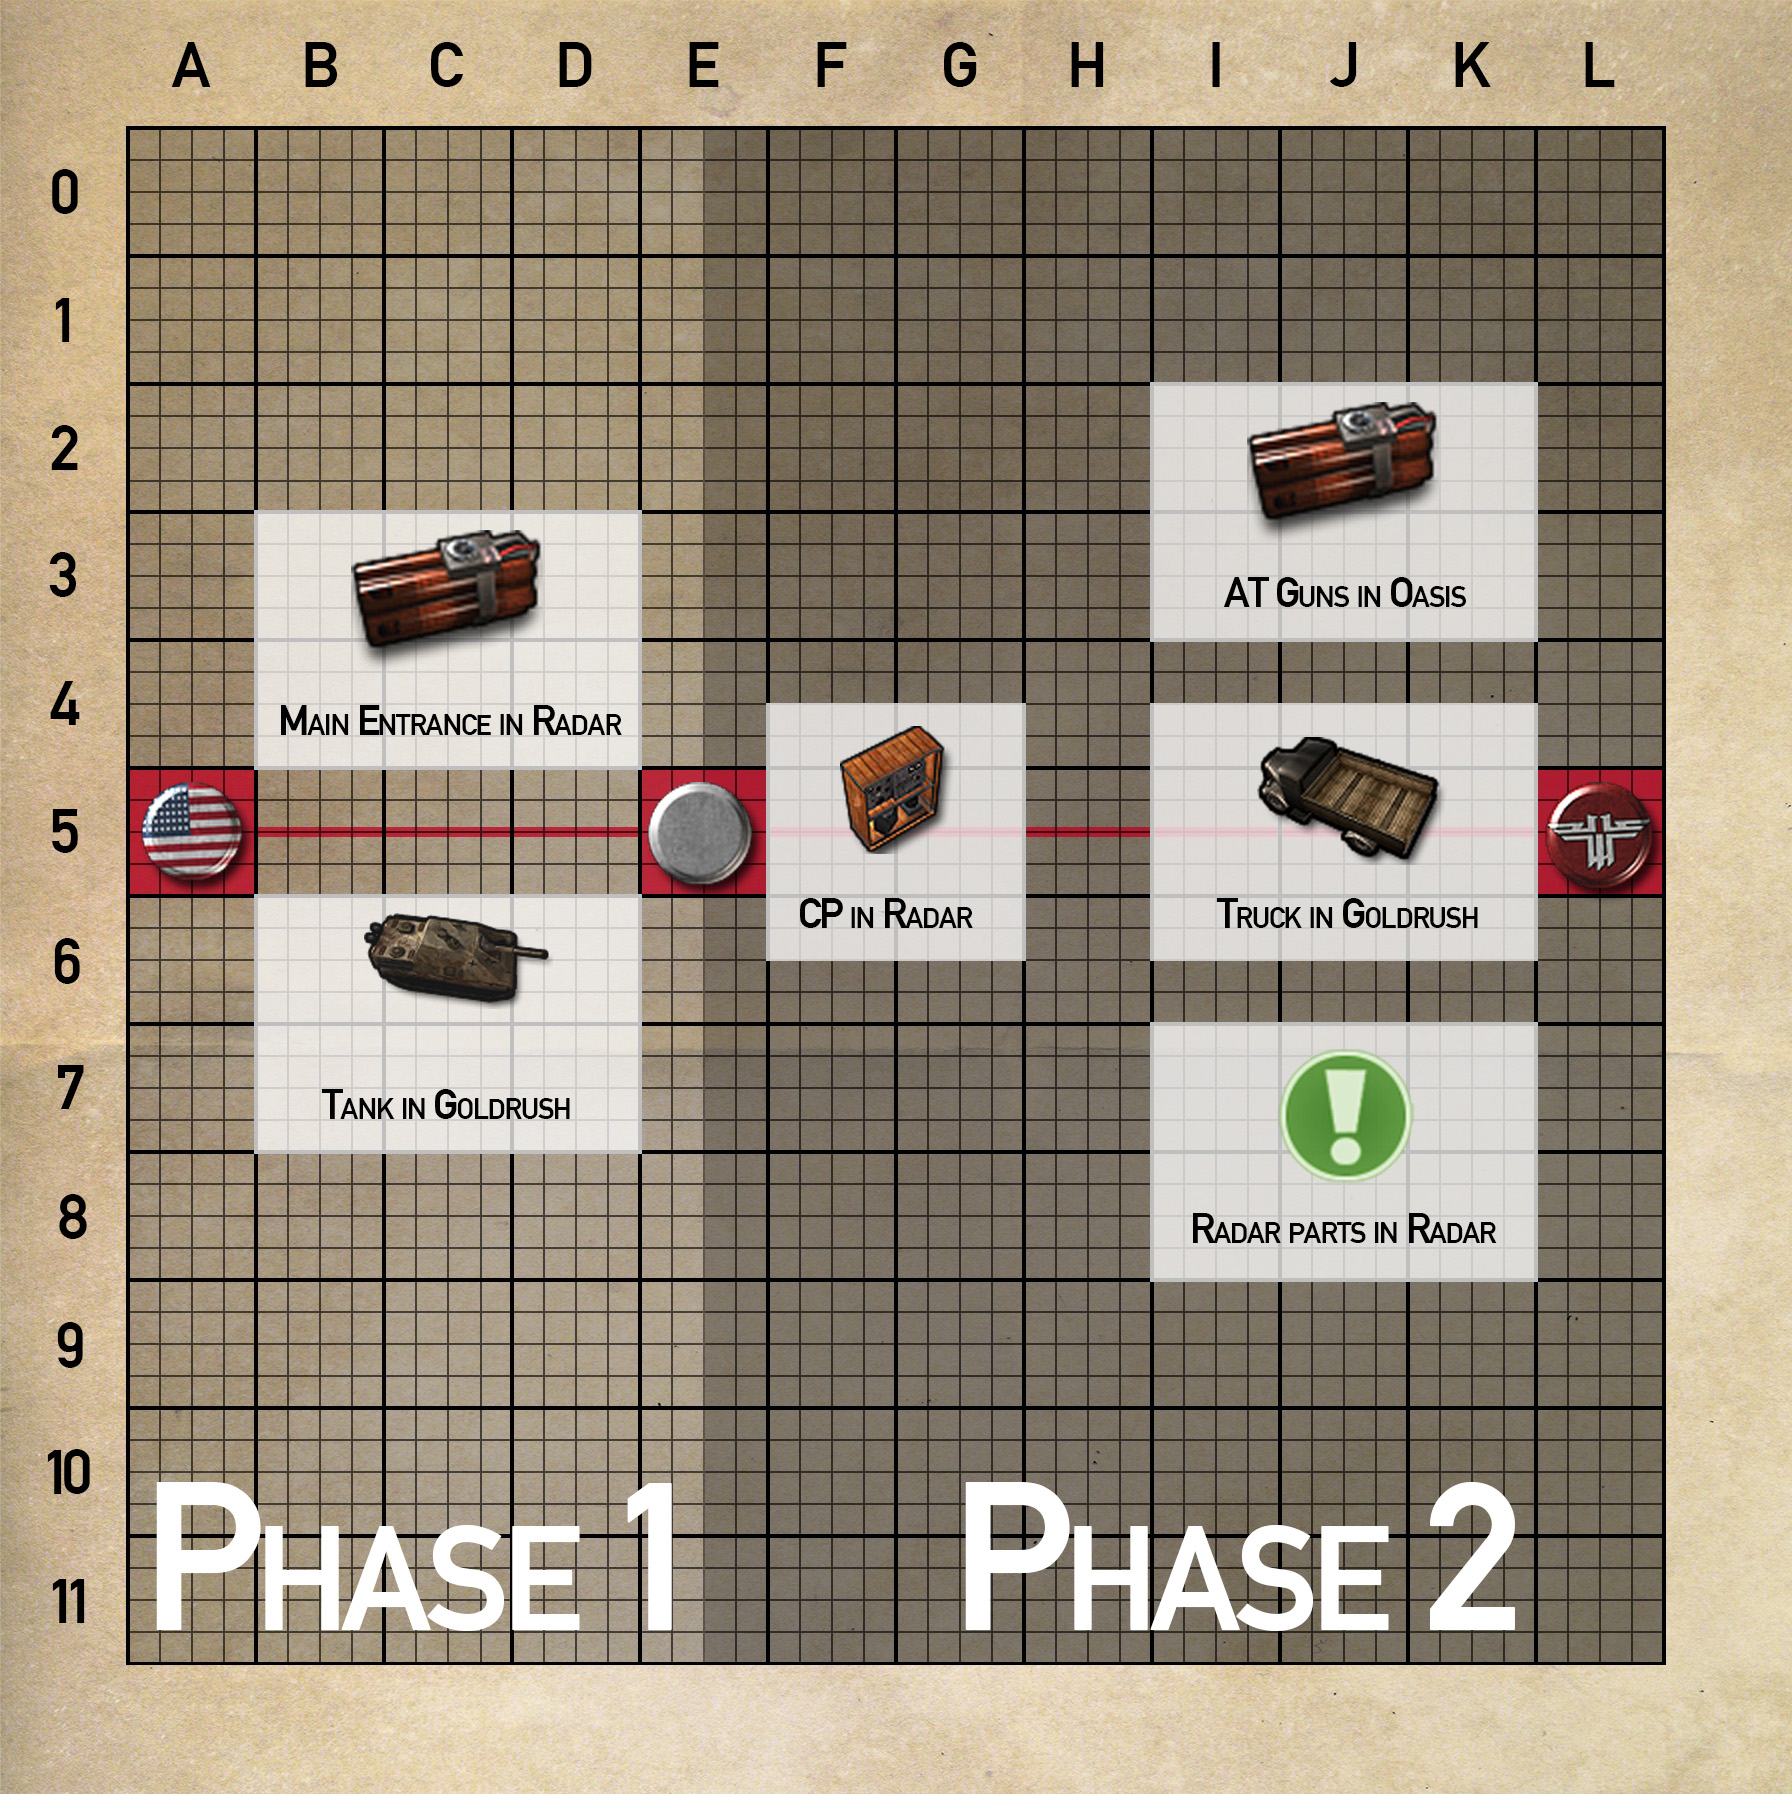 A B C D E F G H I J K L
0
1
2
3
4
5
6
7
8
9
10
11
AT Guns in Oasis
Main Entrance in Radar
CP in Radar
Truck in Goldrush
Tank in Goldrush
Radar parts in Radar
Phase 1
Phase 2